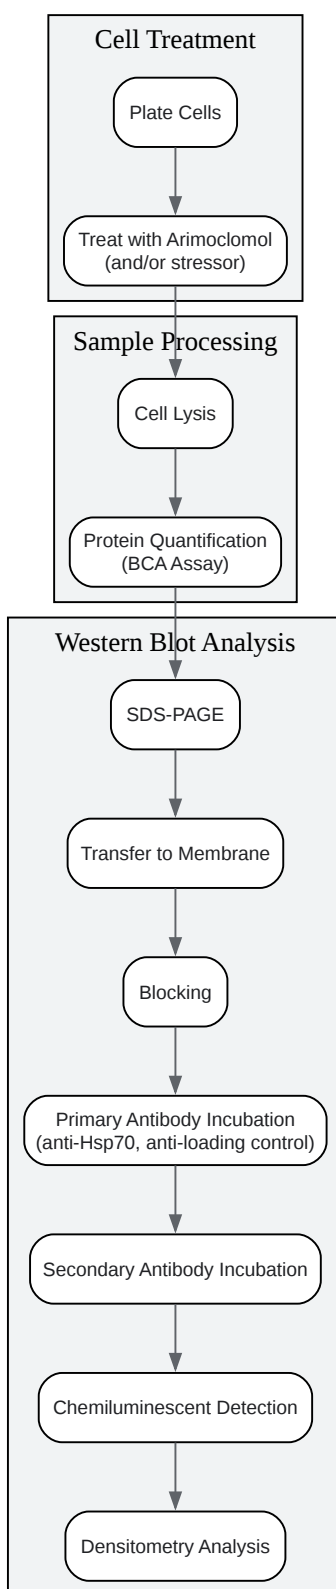 Cell Treatment
Plate Cells
Treat with Arimoclomol
(and/or stressor)
Sample Processing
Cell Lysis
Protein Quantification
(BCA Assay)
Western Blot Analysis
SDS-PAGE
Transfer to Membrane
Blocking
Primary Antibody Incubation
(anti-Hsp70, anti-loading control)
Secondary Antibody Incubation
Chemiluminescent Detection
Densitometry Analysis